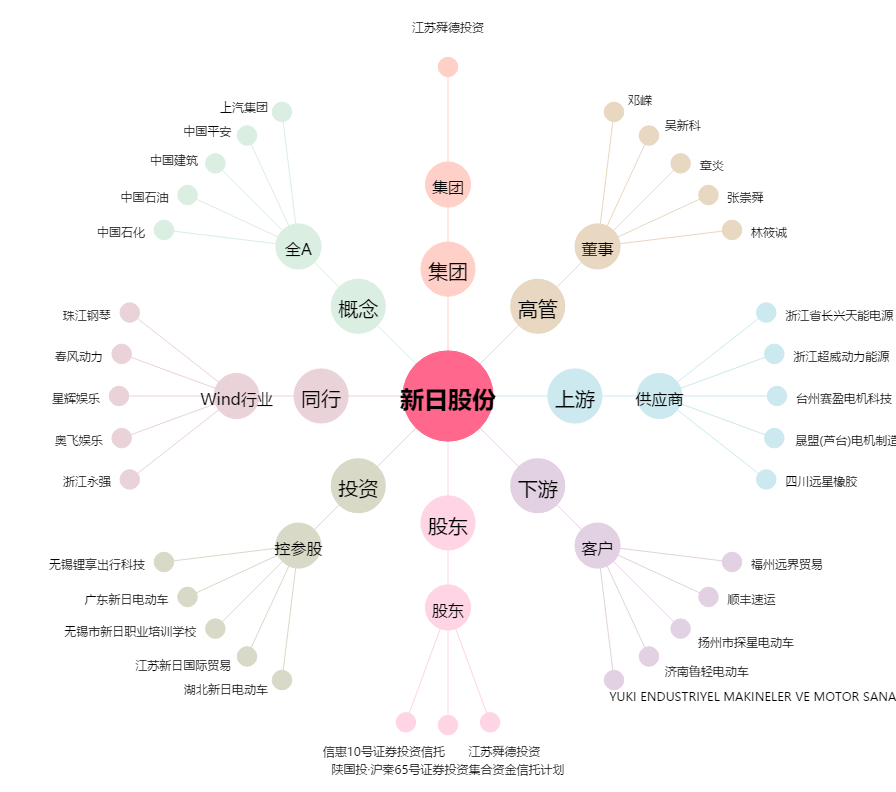 江苏舜德投资
集团
集团
上汽集团
中国平安
中国建筑
中国石油
中国石化
全A
概念
邓嵘
吴新科
章炎
张崇舜
林筱诚
董事
高管
珠江钢琴
春风动力
星辉娱乐
奥飞娱乐
浙江永强
Wind行业
同行
新日股份
上游
供应商
浙江省长兴天能电源
浙江超威动力能源
台州赛盈电机科技
晟盟(芦台)电机制造
四川远星橡胶
投资
控参股
无锡锂享出行科技
广东新日电动车
无锡市新日职业培训学校
江苏新日国际贸易
湖北新日电动车
股东
股东
信惠10号证券投资信托
江苏舜德投资
陕国投·沪秦65号证券投资集合资金信托计划
下游
客户
福州远界贸易
顺丰速运
扬州市探星电动车
济南鲁轻电动车
YUKI ENDUSTRIYEL MAKINELER VE MOTOR SANA